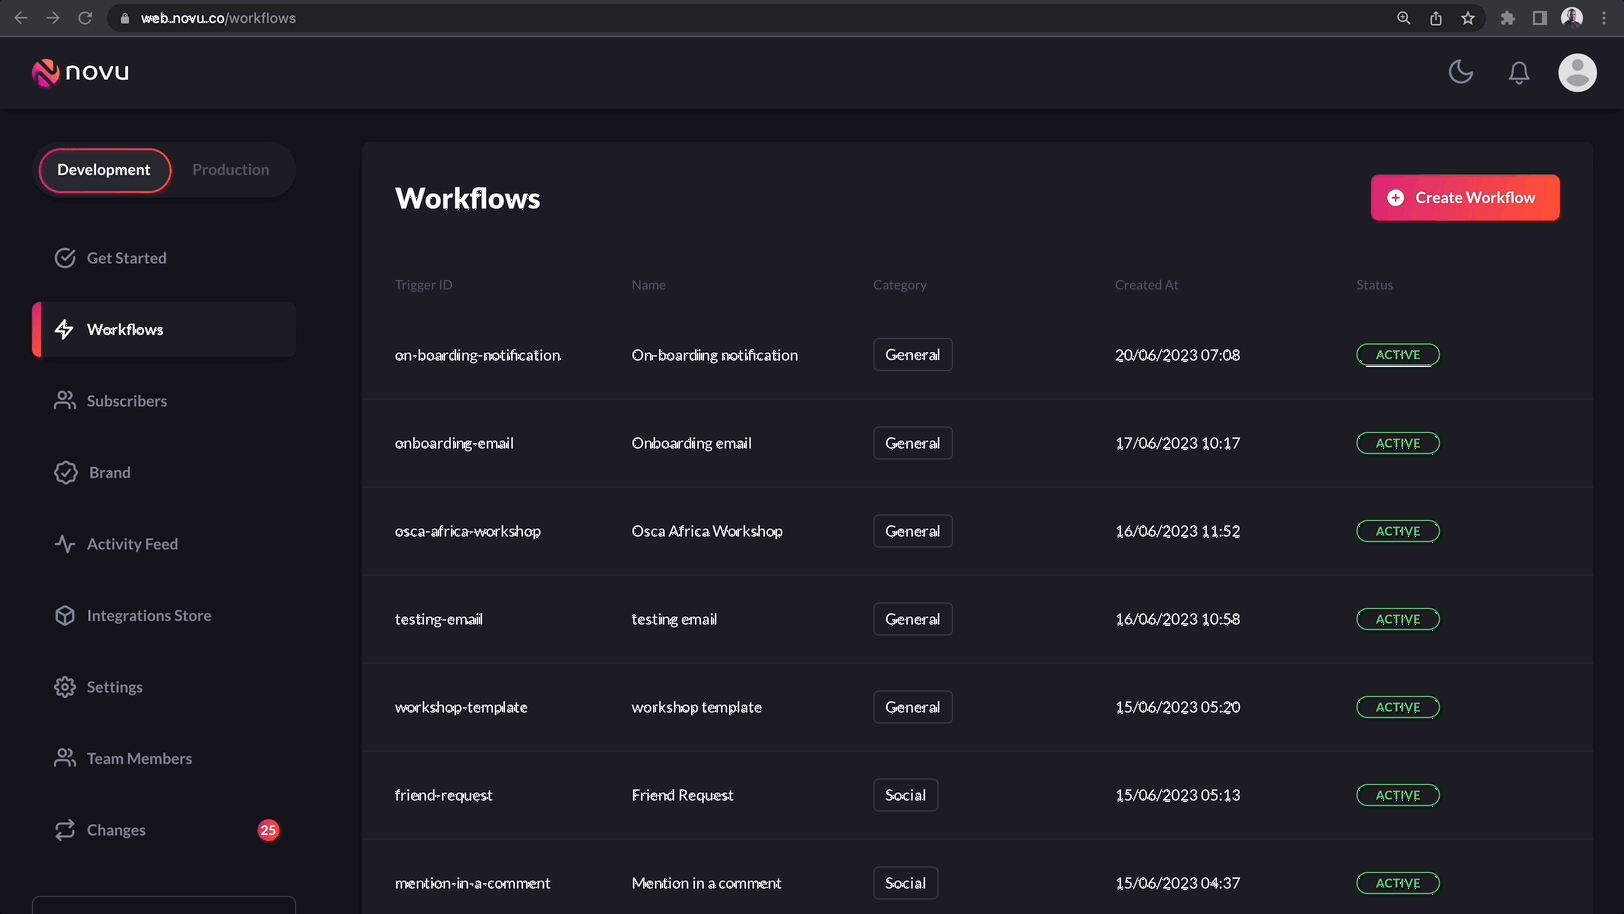 web.novu.co/workflows
novu
Development Production
Get Started
Workflows
Subscribers
Brand
Activity Feed
Integrations Store
Settings
Team Members
Changes 25
Workflows
Create Workflow
Trigger ID Name Category Created At Status
on-boarding-notification On-boarding notification General 20/06/2023 07:08 ACTIVE
onboarding-email Onboarding email General 17/06/2023 10:17 ACTIVE
osca-africa-workshop Osca Africa Workshop General 16/06/2023 11:52 ACTIVE
testing-email testing email General 16/06/2023 10:58 ACTIVE
workshop-template workshop template General 15/06/2023 05:20 ACTIVE
friend-request Friend Request Social 15/06/2023 05:13 ACTIVE
mention-in-a-comment Mention in a comment Social 15/06/2023 04:37 ACTIVE